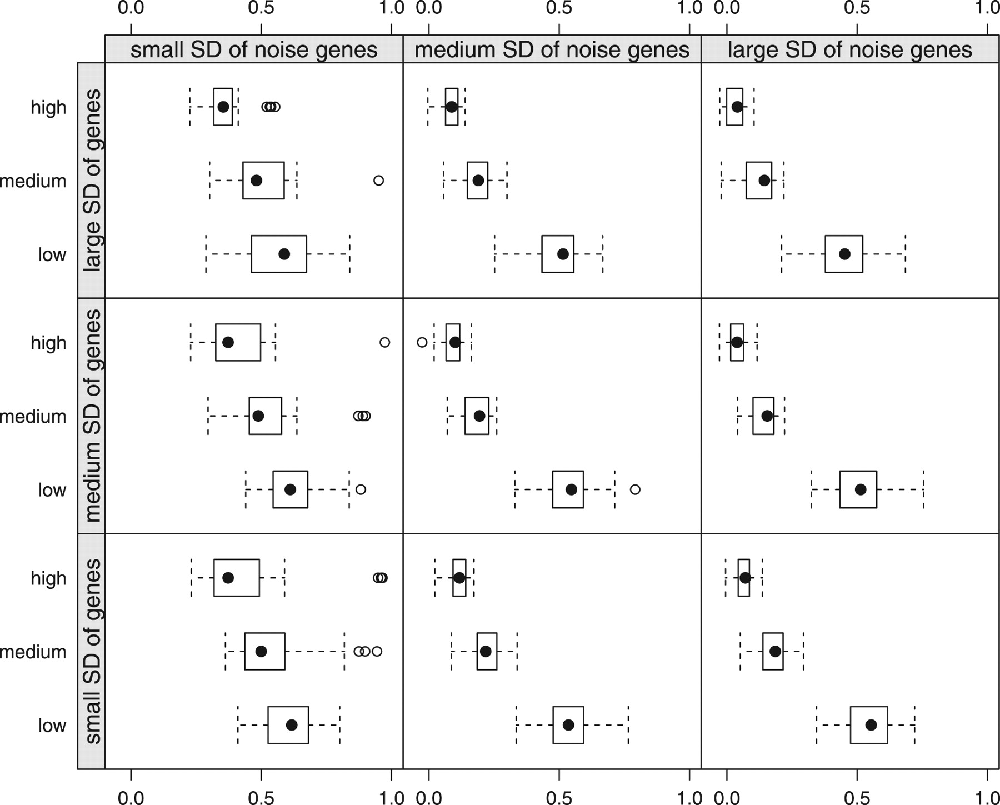 0.0 0.5 1.0 0.0 0.5 1.0 0.0 0.5 1.0
small SD of noise genes medium SD of noise genes large SD of noise genes
large SD of genes
high
medium
low
medium SD of genes
high
medium
low
small SD of genes
high
medium
low
0.0 0.5 1.0 0.0 0.5 1.0 0.0 0.5 1.0